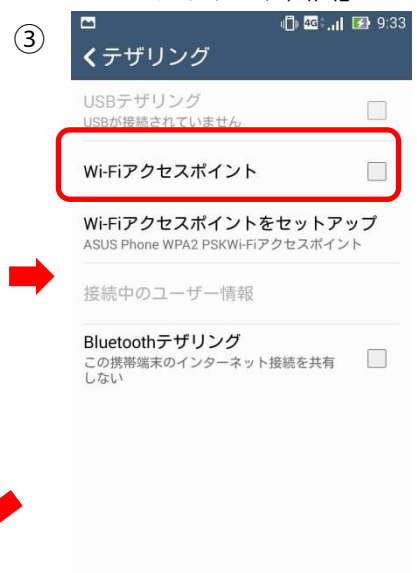 ③
4G 9:33
テザリング
USBテザリング
USBが接続されていません
Wi-Fiアクセスポイント
Wi-Fiアクセスポイントをセットアップ
ASUS Phone WPA2 PSKWi-Fiアクセスポイント
接続中のユーザー情報
Bluetoothテザリング
この携帯端末のインターネット接続を共有
しない